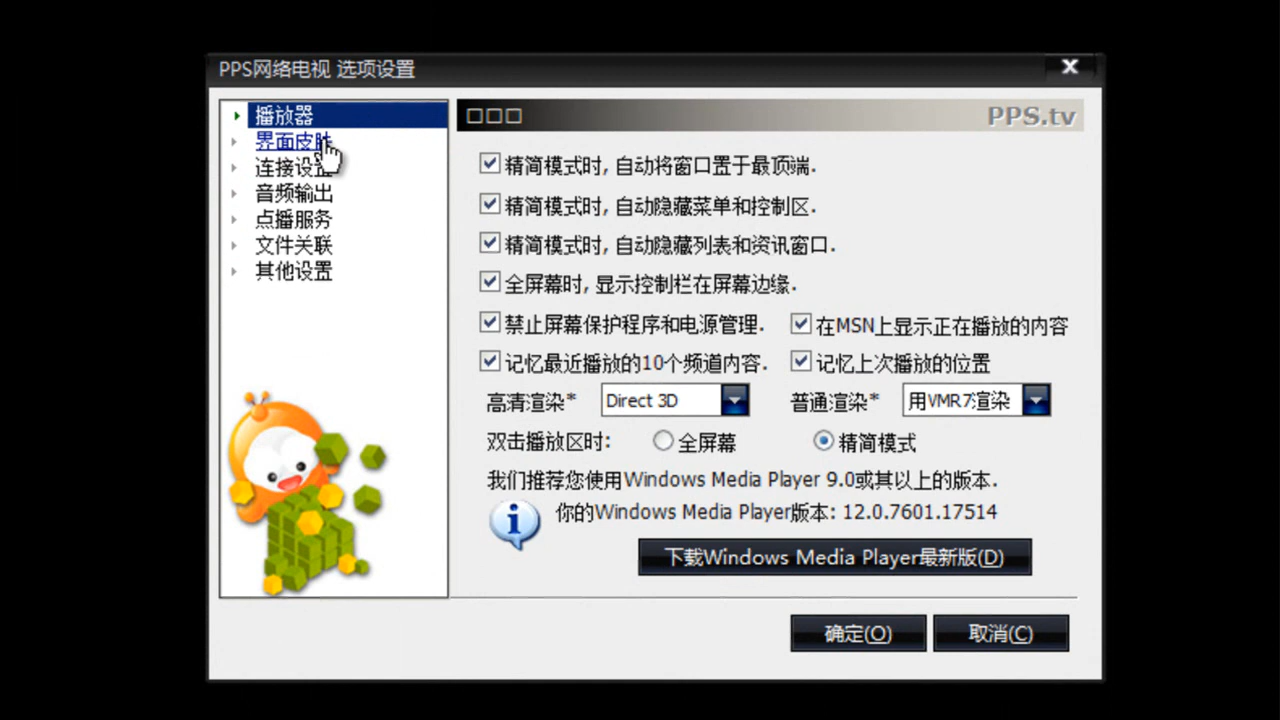 PPS网络电视 选项设置
播放器
界面皮肤
连接设置
音频输出
点播服务
文件关联
其他设置
□□□ PPS.tv
精简模式时, 自动将窗口置于最顶端.
精简模式时, 自动隐藏菜单和控制区.
精简模式时, 自动隐藏列表和资讯窗口.
全屏幕时, 显示控制栏在屏幕边缘.
禁止屏幕保护程序和电源管理. 在MSN上显示正在播放的内容
记忆最近播放的10个频道内容. 记忆上次播放的位置
高清渲染* Direct 3D 普通渲染* 用VMR7渲染
双击播放区时: 全屏幕 精简模式
我们推荐您使用Windows Media Player 9.0或其以上的版本.
你的Windows Media Player版本: 12.0.7601.17514
下载Windows Media Player最新版(D)
确定(O) 取消(C)